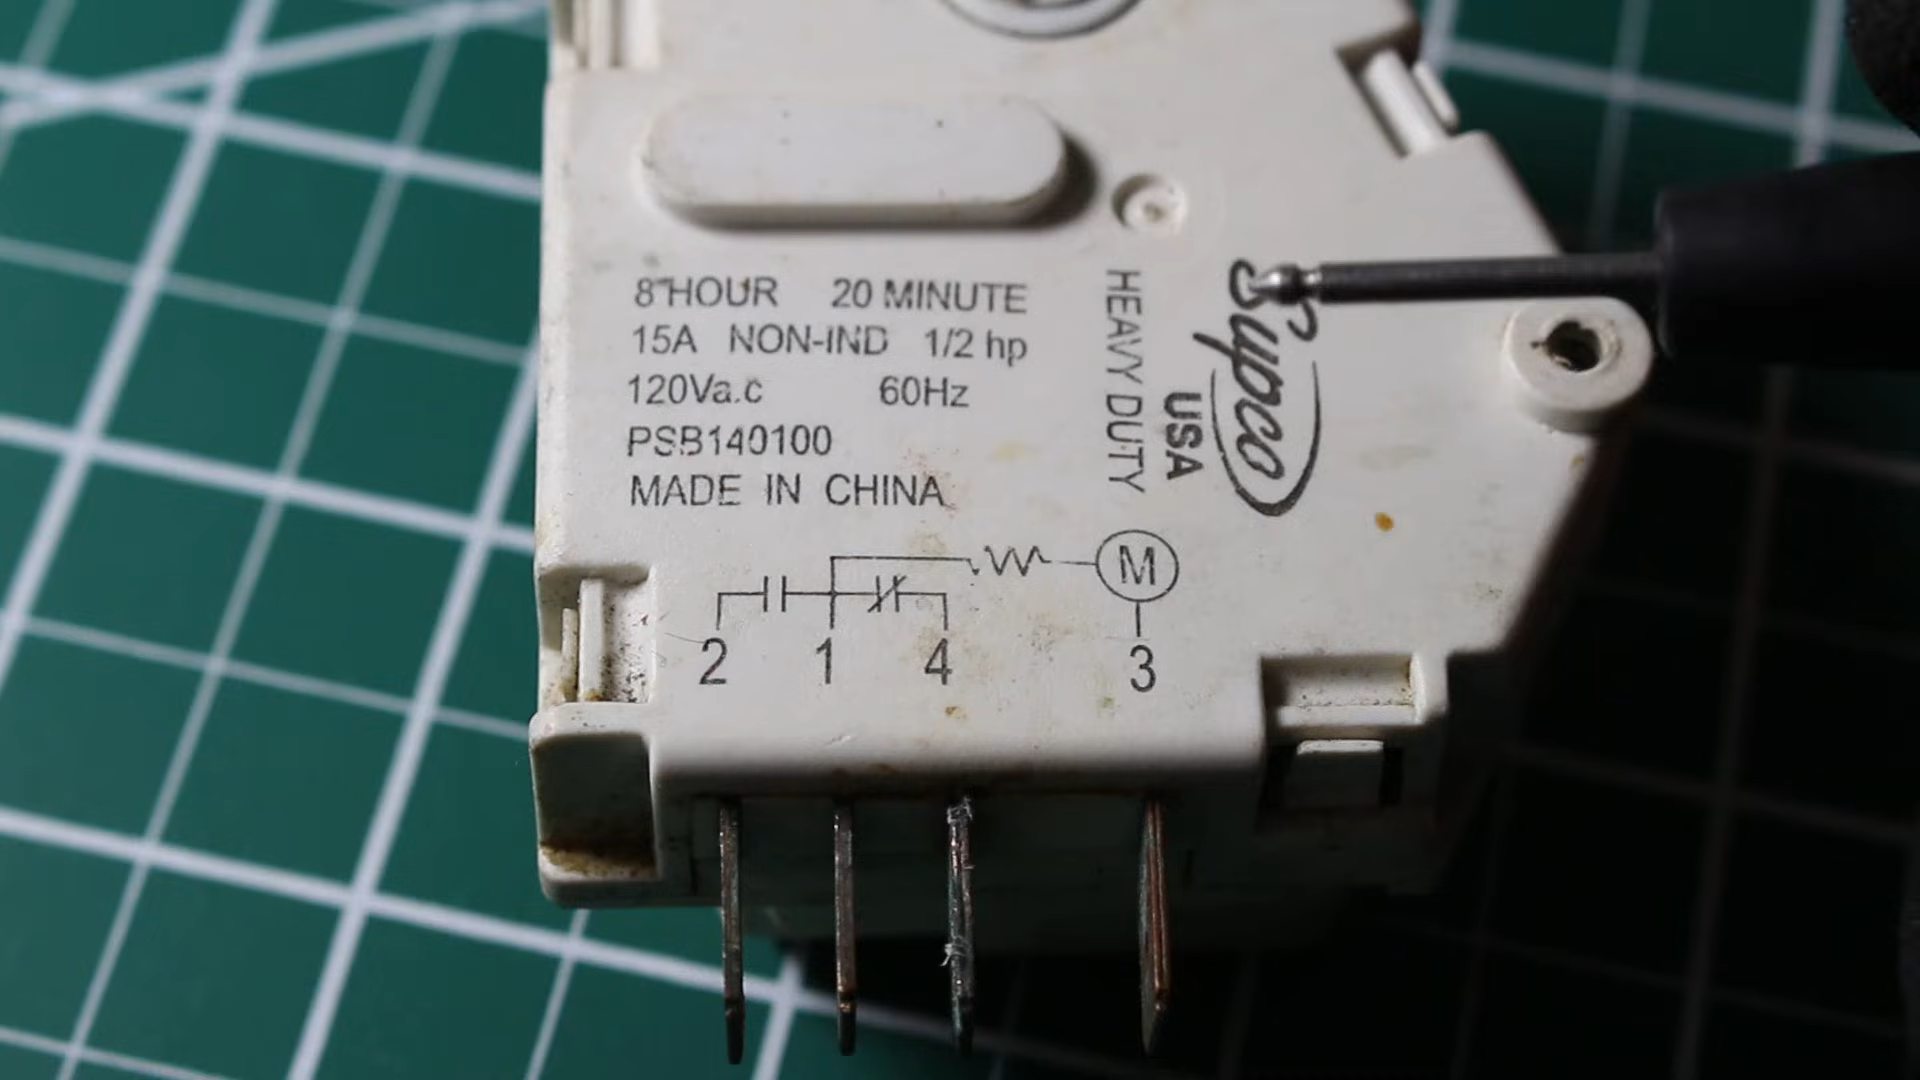 8 HOUR 20 MINUTE
15A NON-IND 1/2 hp
120Va.c 60Hz
PSB140100
MADE IN CHINA
HEAVY DUTY
Supco
USA
M
2 1 4 3